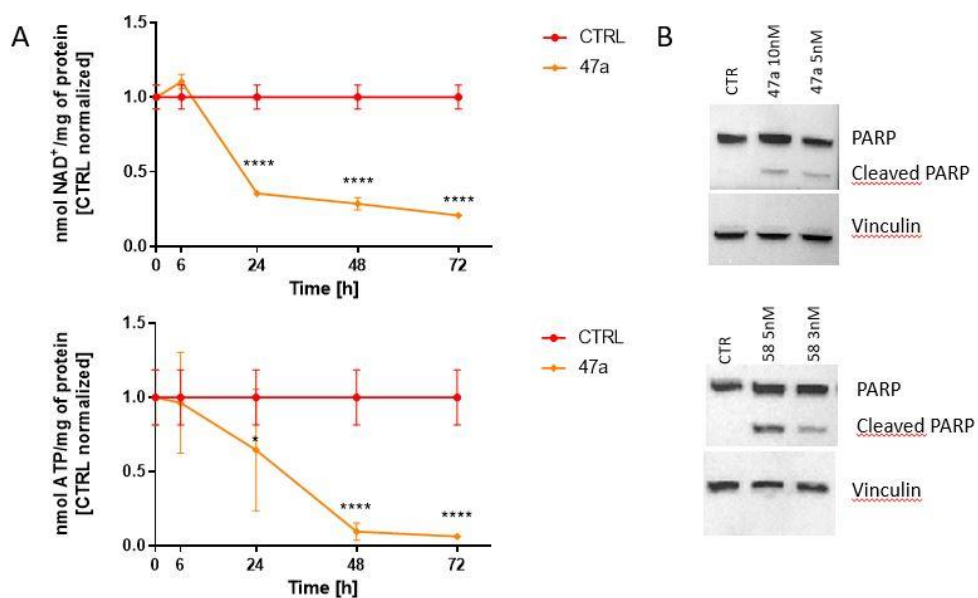 A
nmol NAD⁺/mg of protein
[CTRL normalized]
1.5
1.0
0.5
0.0
0 6 24 48 72
Time [h]
****
****
****
CTRL
47a
nmol ATP/mg of protein
[CTRL normalized]
1.5
1.0
0.5
0.0
0 6 24 48 72
Time [h]
*
****
****
CTRL
47a
B
CTR
47a 10nM
47a 5nM
PARP
Cleaved PARP
Vinculin
CTR
58 5nM
58 3nM
PARP
Cleaved PARP
Vinculin